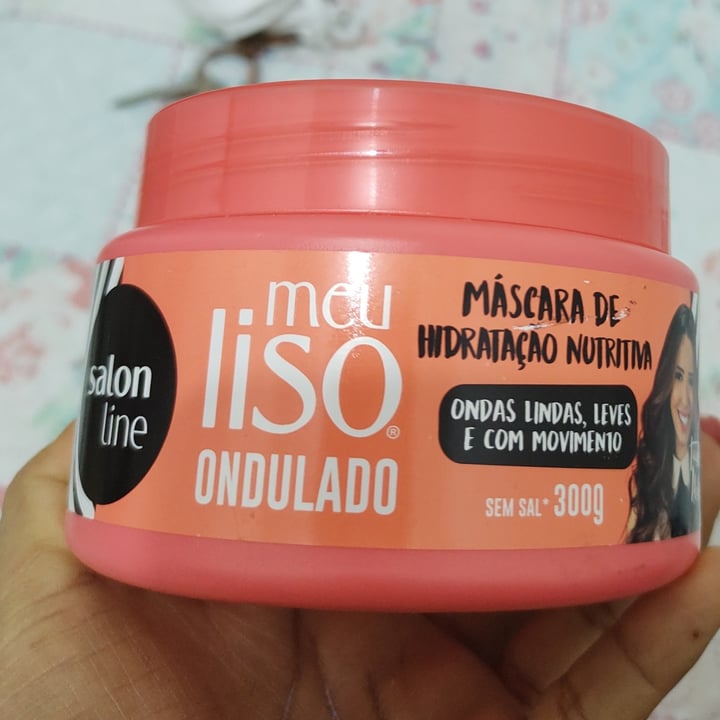 salon
line
meu
liso®
ONDULADO
MÁSCARA DE
HIDRATAÇÃO NUTRITIVA
ONDAS LINDAS, LEVES
E COM MOVIMENTO
SEM SAL* 300g